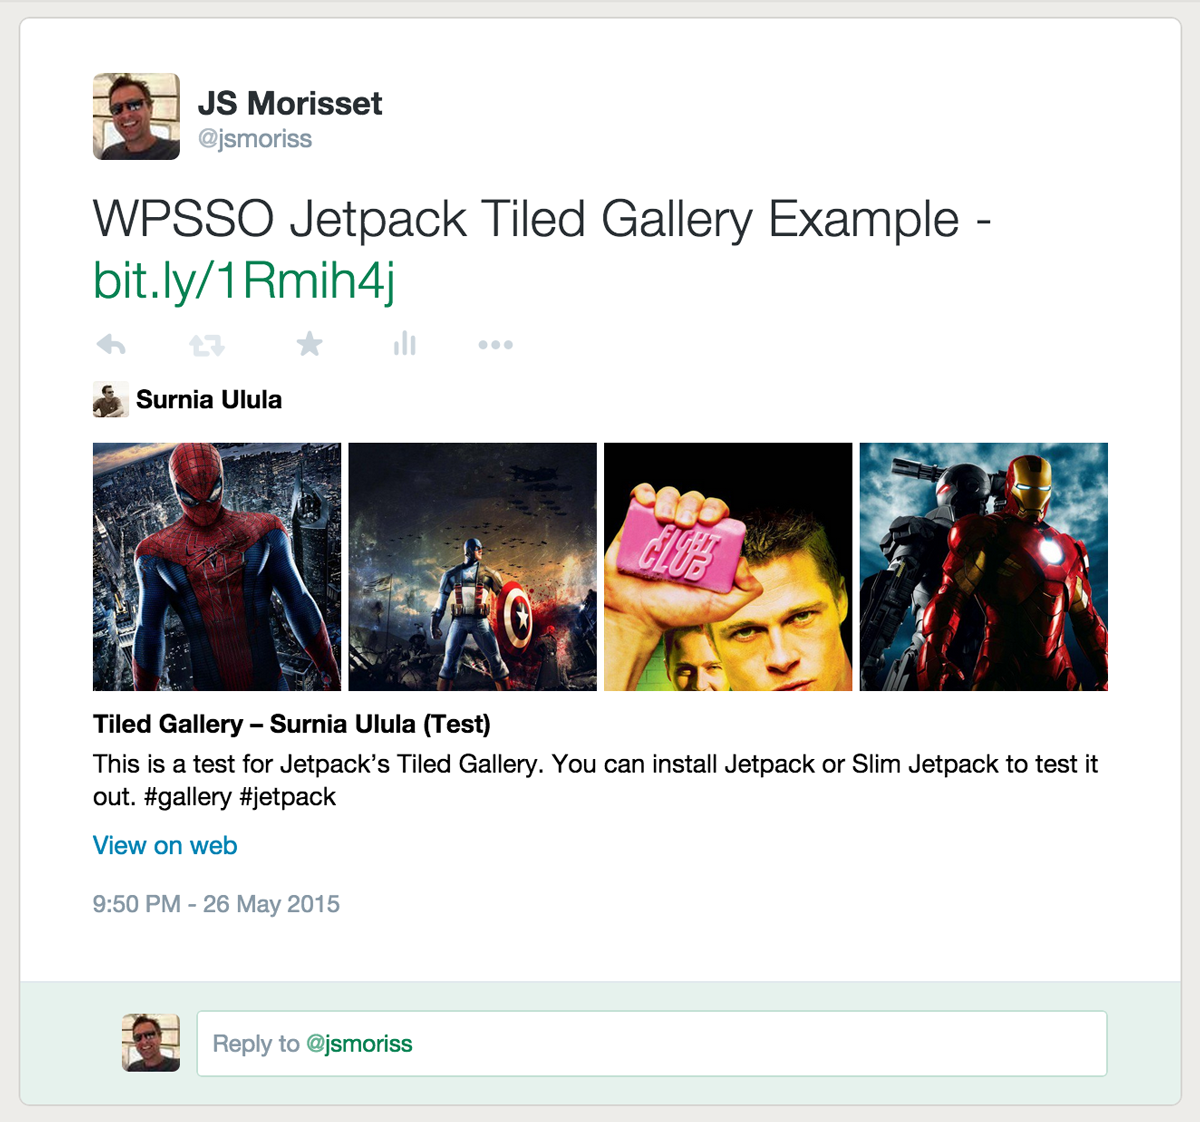 JS Morisset
@jsmoriss
WPSSO Jetpack Tiled Gallery Example -
bit.ly/1Rmih4j
Surnia Ulula
FIGHT
CLUB
Tiled Gallery – Surnia Ulula (Test)
This is a test for Jetpack’s Tiled Gallery. You can install Jetpack or Slim Jetpack to test it
out. #gallery #jetpack
View on web
9:50 PM - 26 May 2015
Reply to @jsmoriss